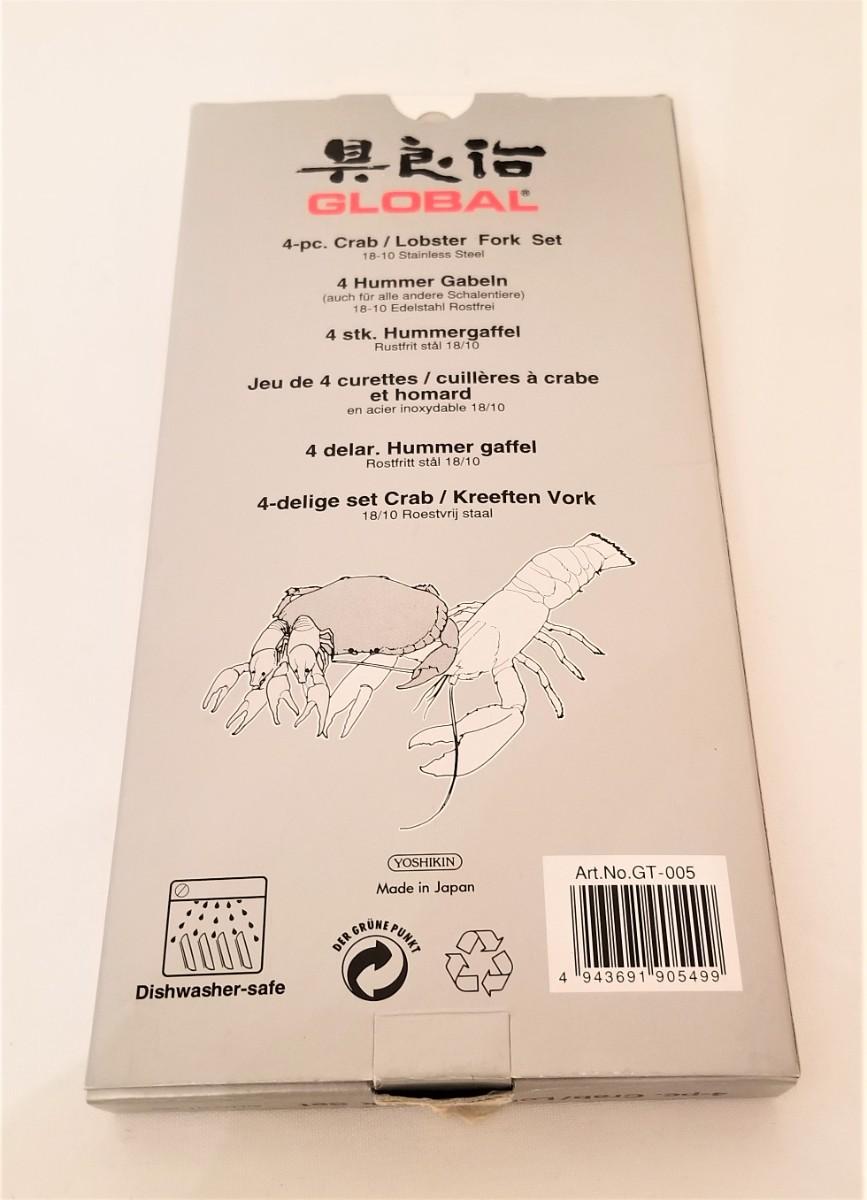 具良治
GLOBAL®
4-pc. Crab / Lobster Fork Set
18-10 Stainless Steel
4 Hummer Gabeln
(auch für alle andere Schalentiere)
18-10 Edelstahl Rostfrei
4 stk. Hummergaffel
Rustfrit stål 18/10
Jeu de 4 curettes / cuillères à crabe
et homard
en acier inoxydable 18/10
4 delar. Hummer gaffel
Rostfritt stål 18/10
4-delige set Crab / Kreeften Vork
18/10 Roestvrij staal
YOSHIKIN
Made in Japan
Art.No.GT-005
4 943691 905499
DER GRÜNE PUNKT
Dishwasher-safe
4-pc. Crab/Lo